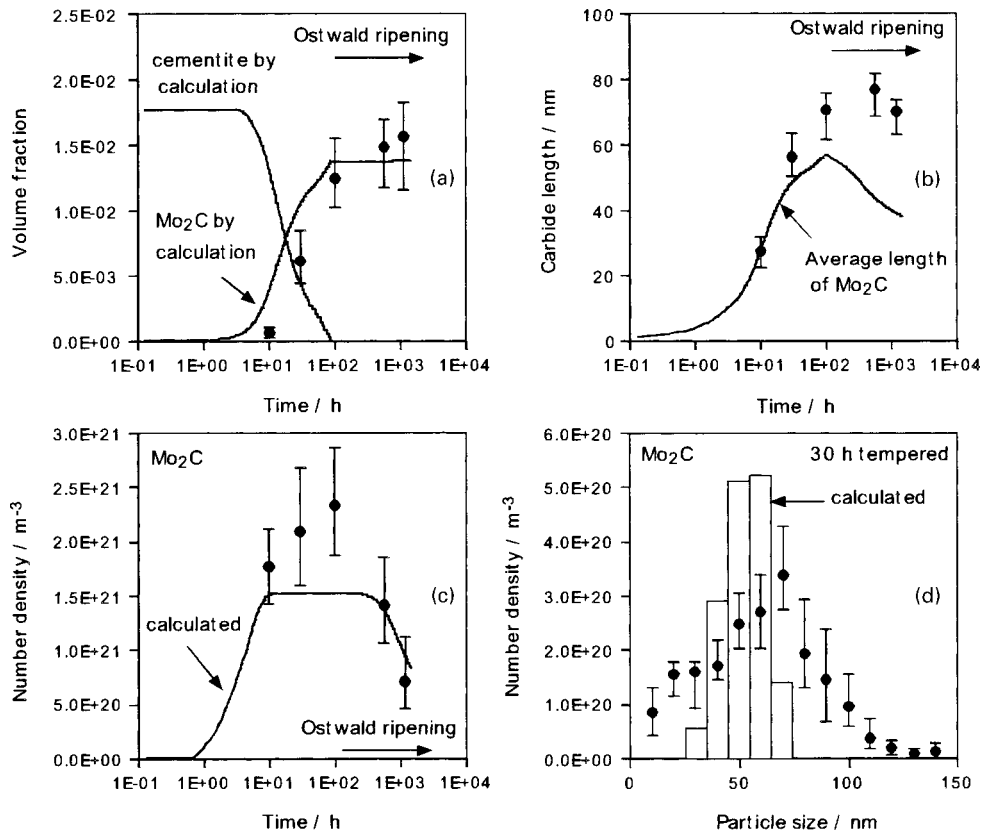 Ostwald ripening
cementite by
calculation
Mo2C by
calculation
(a)
Volume fraction
2.5E-02
2.0E-02
1.5E-02
1.0E-02
5.0E-03
0.0E+00
1E-01
1E+01
1E+03
1E+00
1E+02
1E+04
Time / h
Ostwald ripening
(b)
Average length
of Mo2C
Carbide length / nm
100
80
60
40
20
0
1E-01
1E+01
1E+03
1E+00
1E+02
1E+04
Time / h
Mo2C
calculated
(c)
Ostwald ripening
Number density / m-3
3.0E+21
2.5E+21
2.0E+21
1.5E+21
1.0E+21
5.0E+20
0.0E+00
1E-01
1E+01
1E+03
1E+00
1E+02
1E+04
Time / h
Mo2C
30 h tempered
calculated
(d)
Number density / m-3
6.0E+20
5.0E+20
4.0E+20
3.0E+20
2.0E+20
1.0E+20
0.0E+00
0
50
100
150
Particle size / nm